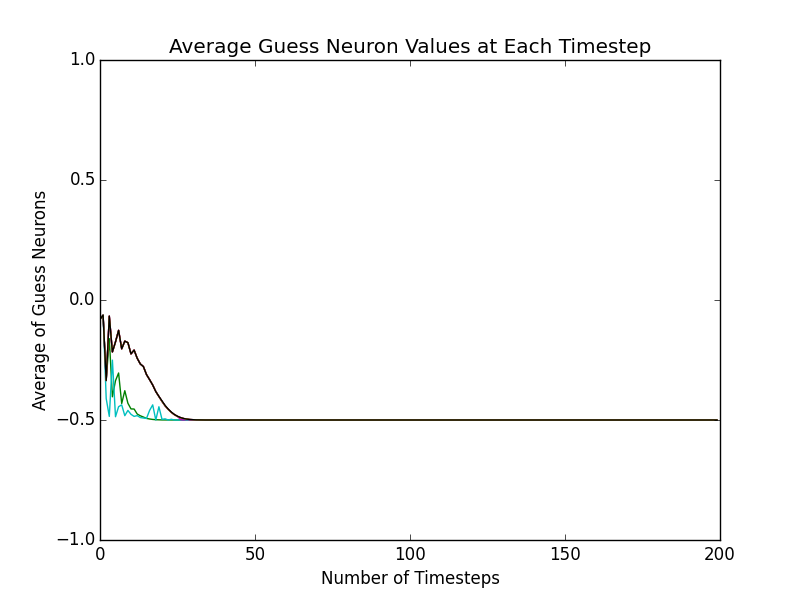 Average Guess Neuron Values at Each Timestep
1.0
0.5
0.0
−0.5
−1.0
Average of Guess Neurons
0 50 100 150 200
Number of Timesteps